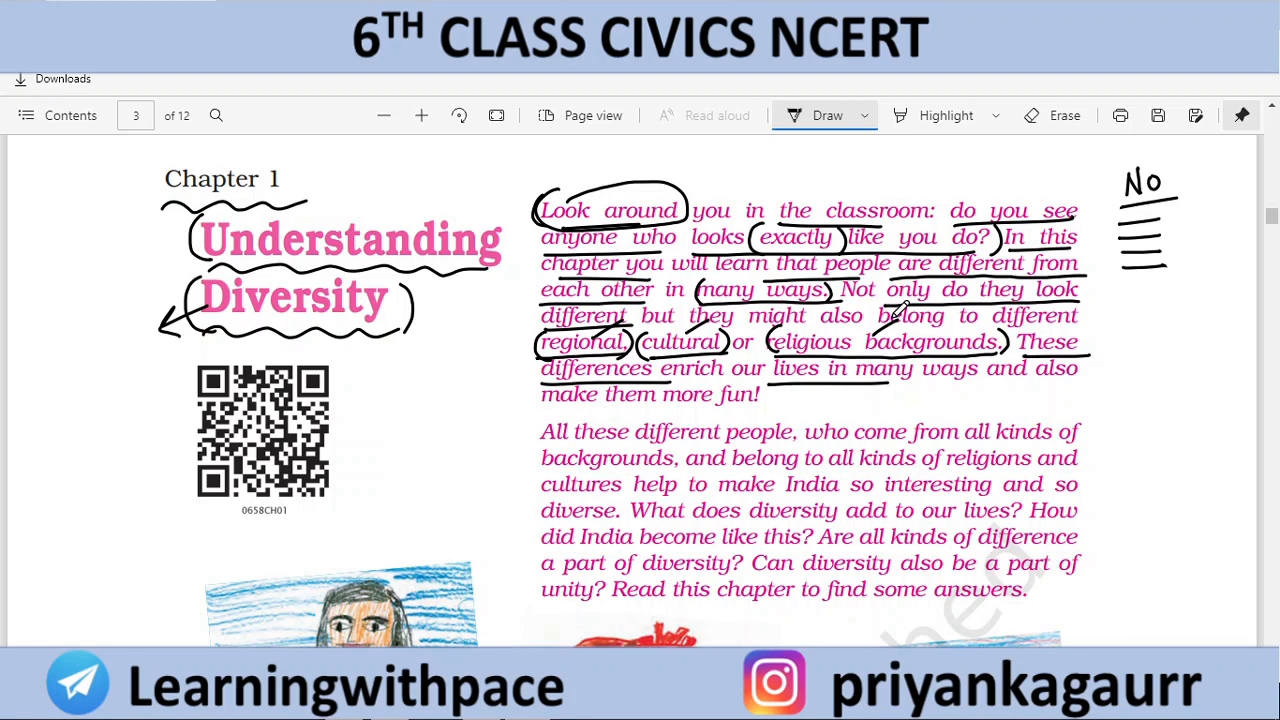 6TH CLASS CIVICS NCERT
Downloads
Contents 3 of 12 Page view Read aloud Draw Highlight Erase
Chapter 1
Understanding
Diversity
0658CH01
Look around you in the classroom: do you see
anyone who looks exactly like you do? In this
chapter you will learn that people are different from
each other in many ways. Not only do they look
different but they might also belong to different
regional, cultural or religious backgrounds. These
differences enrich our lives in many ways and also
make them more fun!
All these different people, who come from all kinds of
backgrounds, and belong to all kinds of religions and
cultures help to make India so interesting and so
diverse. What does diversity add to our lives? How
did India become like this? Are all kinds of difference
a part of diversity? Can diversity also be a part of
unity? Read this chapter to find some answers.
NO
Learningwithpace
priyankagaurr